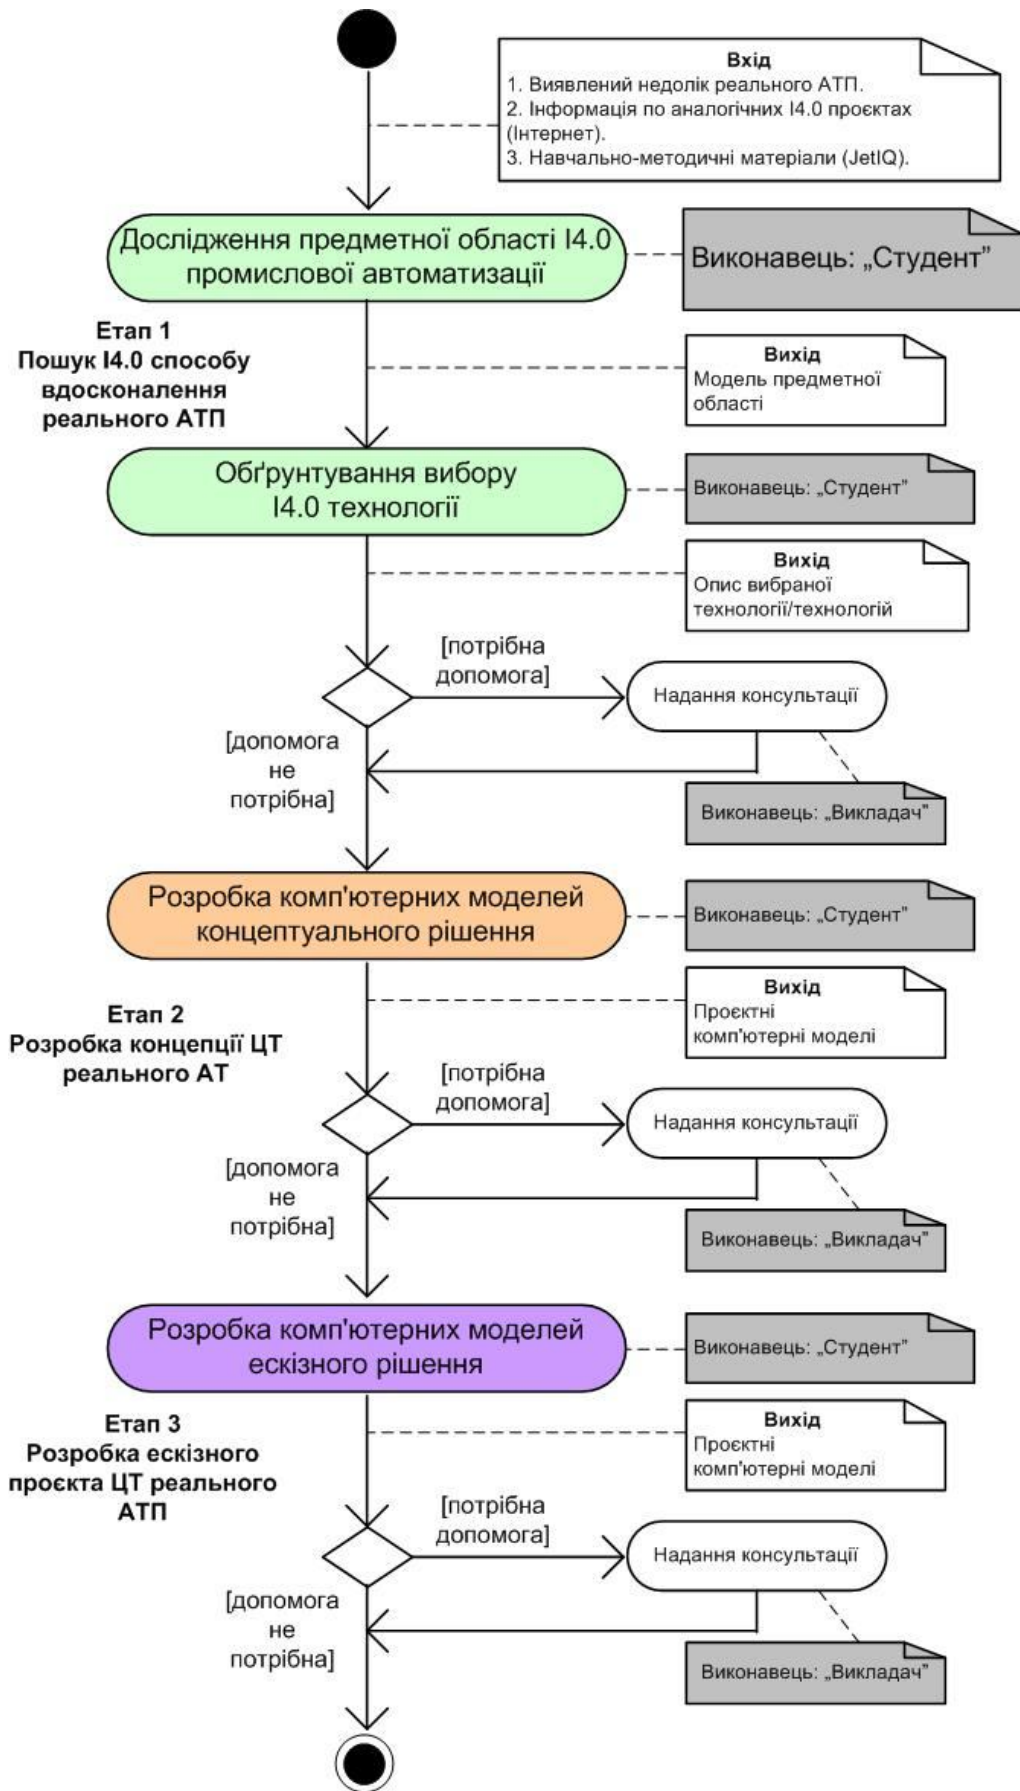 Вхід
1. Виявлений недолік реального АТП.
2. Інформація по аналогічних І4.0 проєктах
(Інтернет).
3. Навчально-методичні матеріали (JetIQ).
Дослідження предметної області І4.0
промислової автоматизації
Виконавець: „Студент”
Етап 1
Пошук І4.0 способу
вдосконалення
реального АТП
Вихід
Модель предметної
області
Обґрунтування вибору
І4.0 технології
Виконавець: „Студент”
Вихід
Опис вибраної
технології/технологій
[потрібна
допомога]
Надання консультації
[допомога
не
потрібна]
Виконавець: „Викладач”
Розробка комп'ютерних моделей
концептуального рішення
Виконавець: „Студент”
Етап 2
Розробка концепції ЦТ
реального АТ
Вихід
Проєктні
комп'ютерні моделі
[потрібна
допомога]
Надання консультації
[допомога
не
потрібна]
Виконавець: „Викладач”
Розробка комп'ютерних моделей
ескізного рішення
Виконавець: „Студент”
Етап 3
Розробка ескізного
проєкта ЦТ реального
АТП
Вихід
Проєктні
комп'ютерні моделі
[потрібна
допомога]
Надання консультації
[допомога
не
потрібна]
Виконавець: „Викладач”